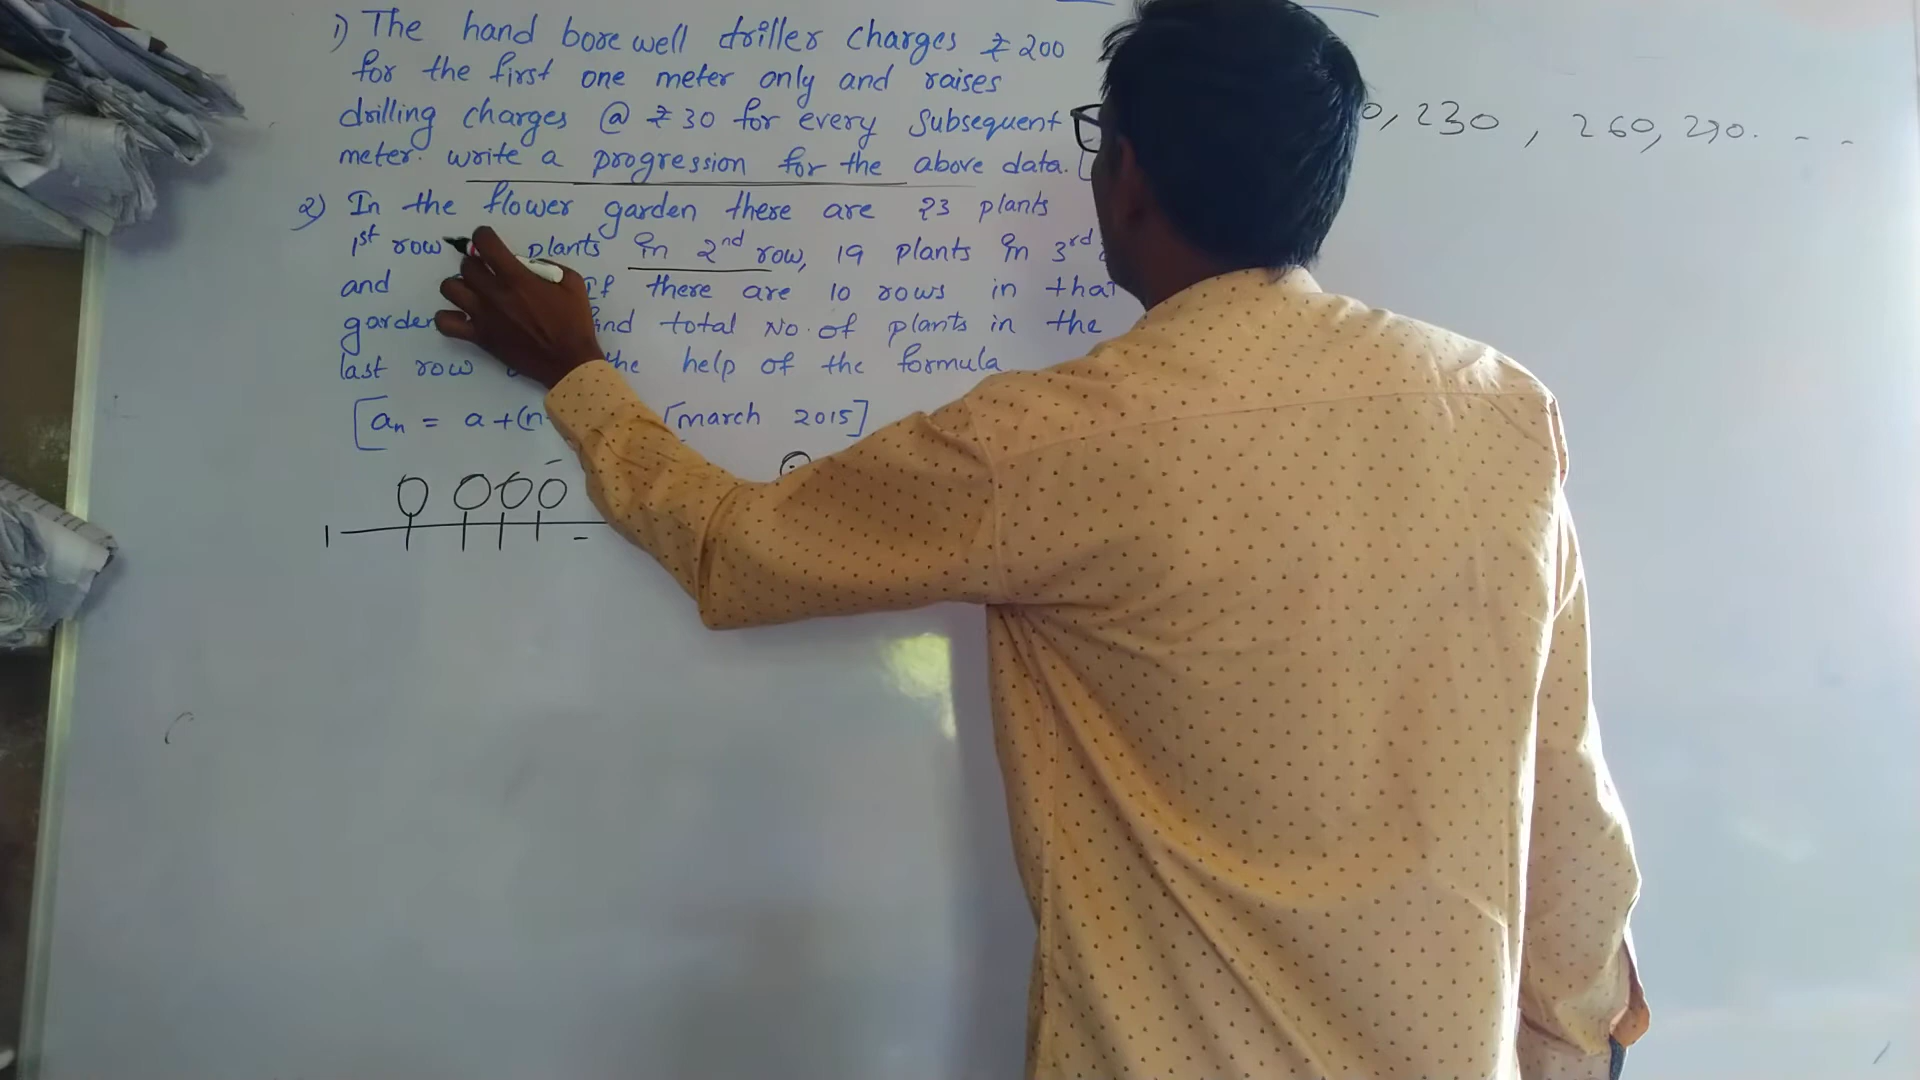 1) The hand bore well driller charges ₹ 200
for the first one meter only and raises
drilling charges @ ₹ 30 for every subsequent
meter. write a progression for the above data. [
0, 230, 260, 290. - -
2) In the flower garden there are 23 plants
1st row plants in 2nd row, 19 plants in 3rd
and If there are 10 rows in that
garden total No. of plants in the
last row the help of the formula
[an = a+(n- [march 2015]